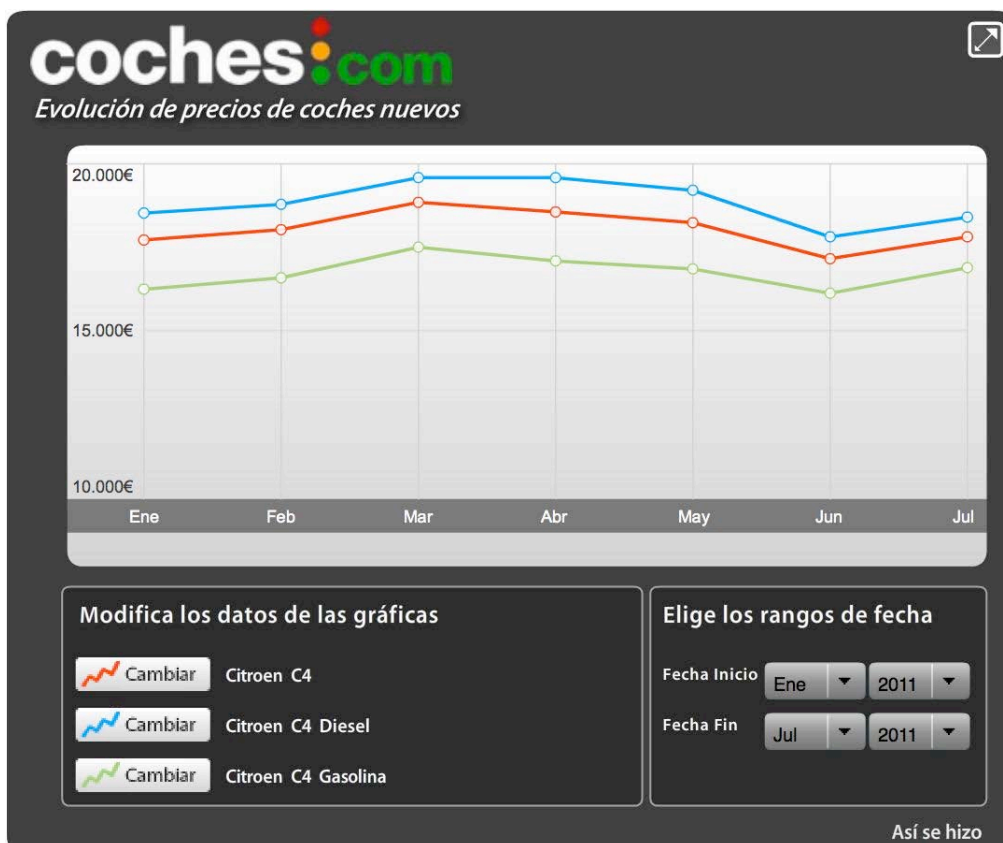 coches:com
Evolución de precios de coches nuevos
20.000€
15.000€
10.000€
Ene Feb Mar Abr May Jun Jul
Modifica los datos de las gráficas
Cambiar Citroen C4
Cambiar Citroen C4 Diesel
Cambiar Citroen C4 Gasolina
Elige los rangos de fecha
Fecha Inicio Ene 2011
Fecha Fin Jul 2011
Así se hizo